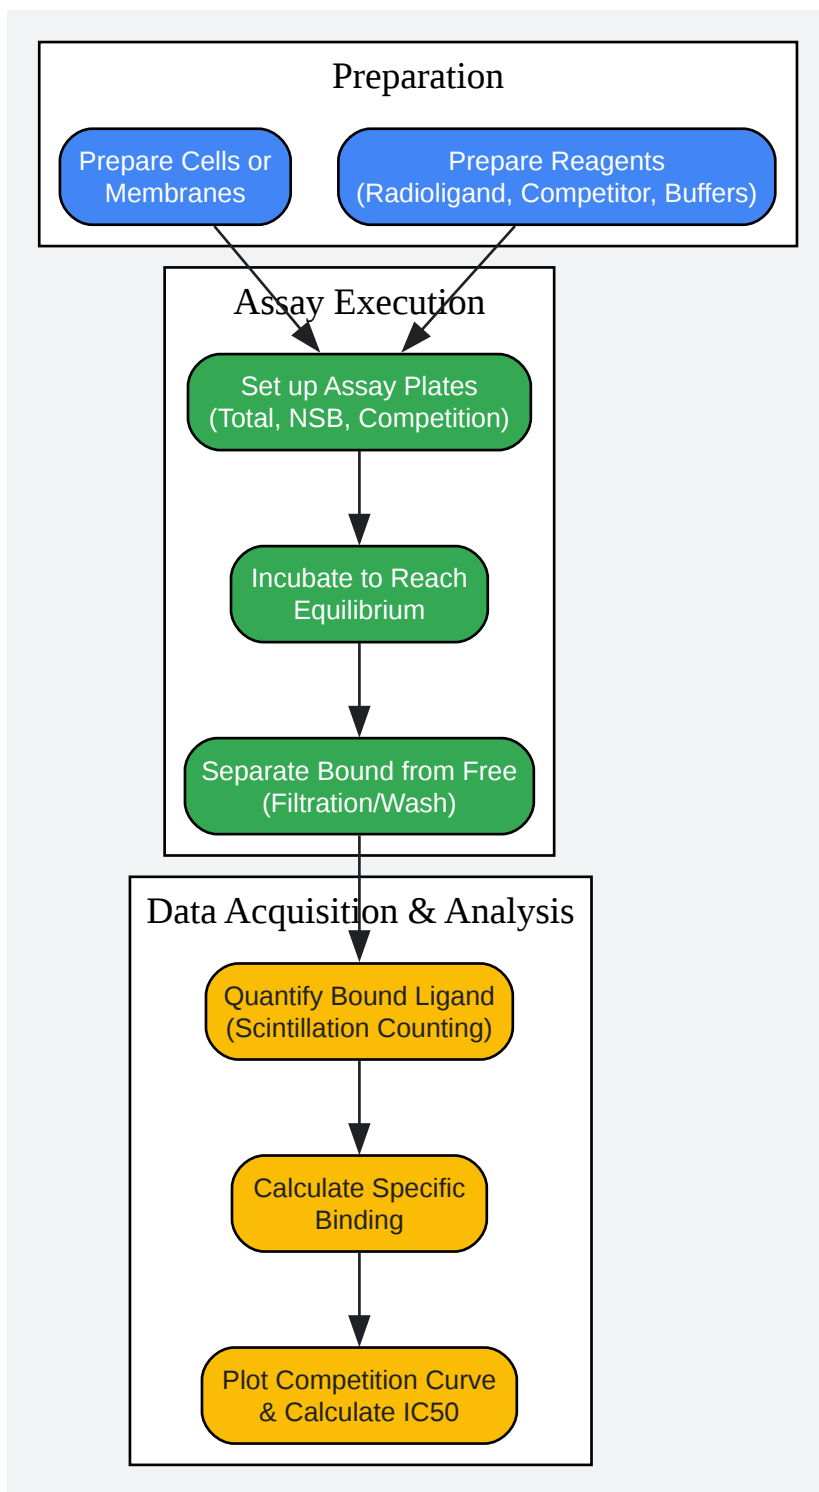 Preparation
Prepare Cells or
Membranes
Prepare Reagents
(Radioligand, Competitor, Buffers)
Assay Execution
Set up Assay Plates
(Total, NSB, Competition)
Incubate to Reach
Equilibrium
Separate Bound from Free
(Filtration/Wash)
Data Acquisition & Analysis
Quantify Bound Ligand
(Scintillation Counting)
Calculate Specific
Binding
Plot Competition Curve
& Calculate IC50